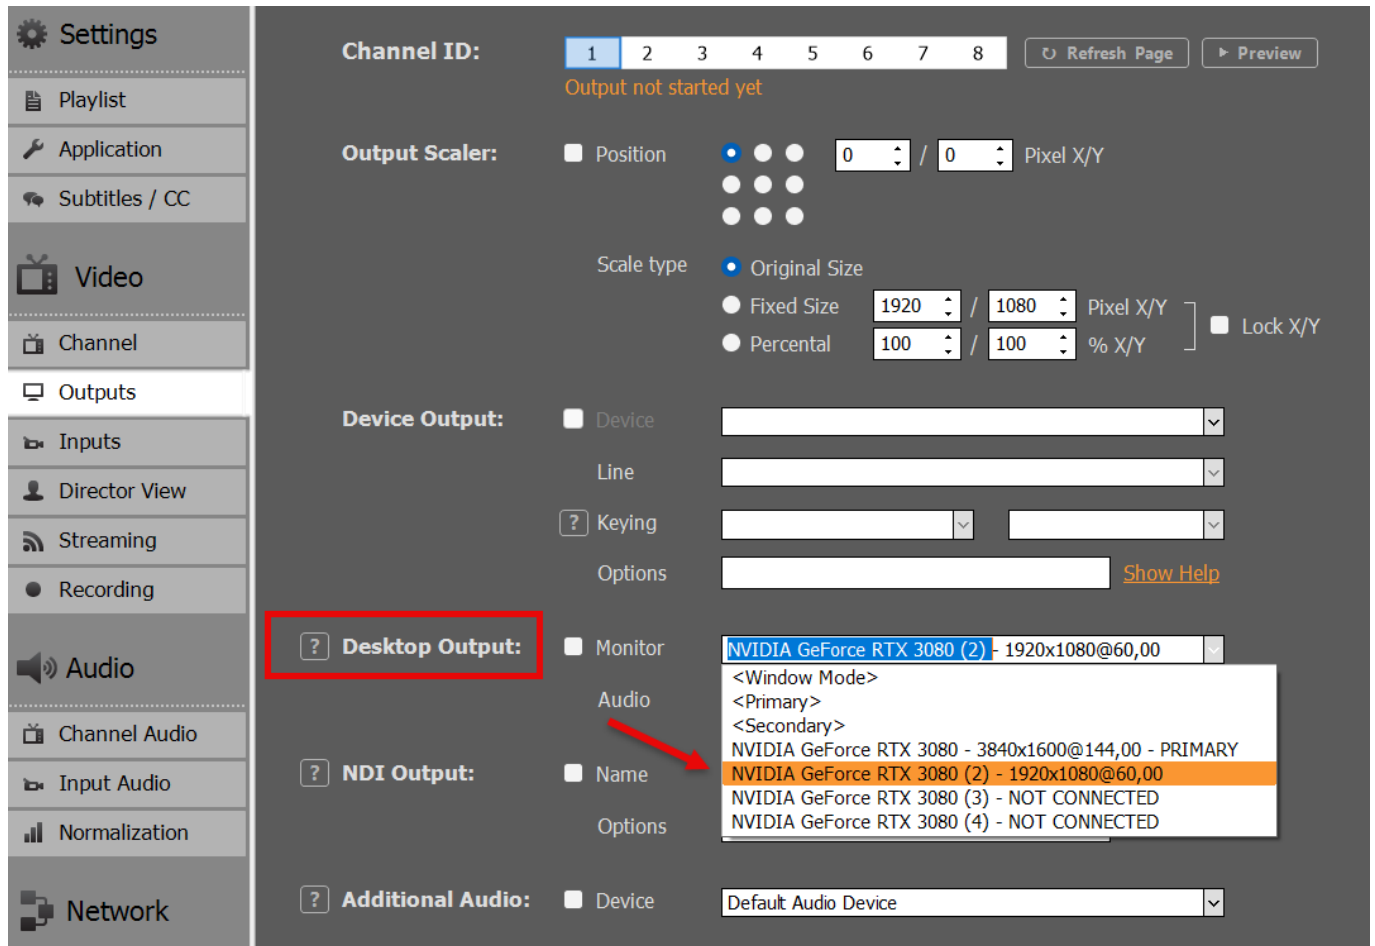 Settings
Playlist
Application
Subtitles / CC
Video
Channel
Outputs
Inputs
Director View
Streaming
Recording
Audio
Channel Audio
Input Audio
Normalization
Network
Channel ID: 1 2 3 4 5 6 7 8 Refresh Page Preview
Output not started yet
Output Scaler: Position 0 / 0 Pixel X/Y
Scale type Original Size
Fixed Size 1920 / 1080 Pixel X/Y
Lock X/Y
Percental 100 / 100 % X/Y
Device Output: Device
Line
? Keying
Options Show Help
? Desktop Output: Monitor NVIDIA GeForce RTX 3080 (2) - 1920x1080@60,00
<Window Mode>
Audio <Primary>
<Secondary>
NVIDIA GeForce RTX 3080 - 3840x1600@144,00 - PRIMARY
? NDI Output: Name NVIDIA GeForce RTX 3080 (2) - 1920x1080@60,00
NVIDIA GeForce RTX 3080 (3) - NOT CONNECTED
Options NVIDIA GeForce RTX 3080 (4) - NOT CONNECTED
? Additional Audio: Device Default Audio Device